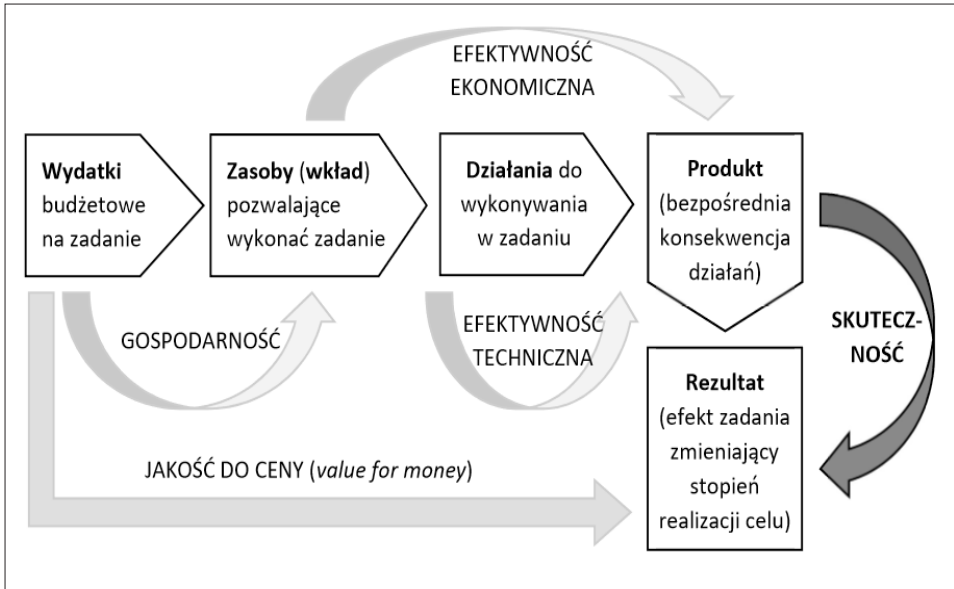 EFEKTYWNOŚĆ
EKONOMICZNA
Wydatki
budżetowe
na zadanie
Zasoby (wkład)
pozwalające
wykonać zadanie
Działania do
wykonywania
w zadaniu
Produkt
(bezpośrednia
konsekwencja
działań)
GOSPODARNOŚĆ
EFEKTYWNOŚĆ
TECHNICZNA
SKUTECZ-
NOŚĆ
Rezultat
(efekt zadania
zmieniający
stopień
realizacji celu)
JAKOŚĆ DO CENY (value for money)